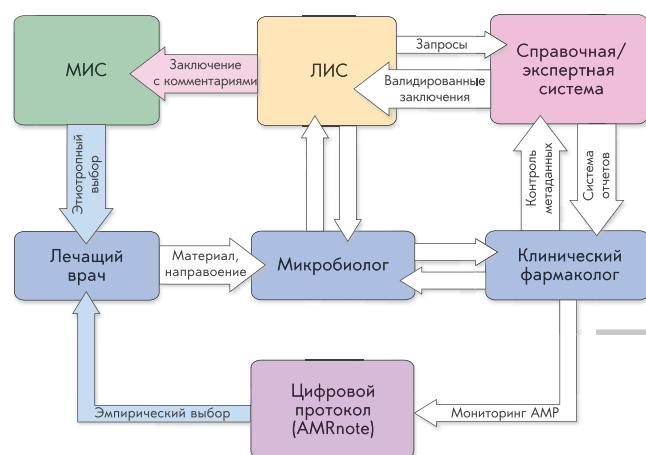 МИС
Заключение
с комментариями
ЛИС
Запросы
Валидированные
заключения
Справочная/
экспертная
система
Этиотропный
выбор
Контроль
метаданных
Система
отчетов
Лечащий
врач
Материал,
направоение
Микробиолог
Клинический
фармаколог
Эмпирический выбор
Цифровой
протокол
(AMRnote)
Мониторинг АМР